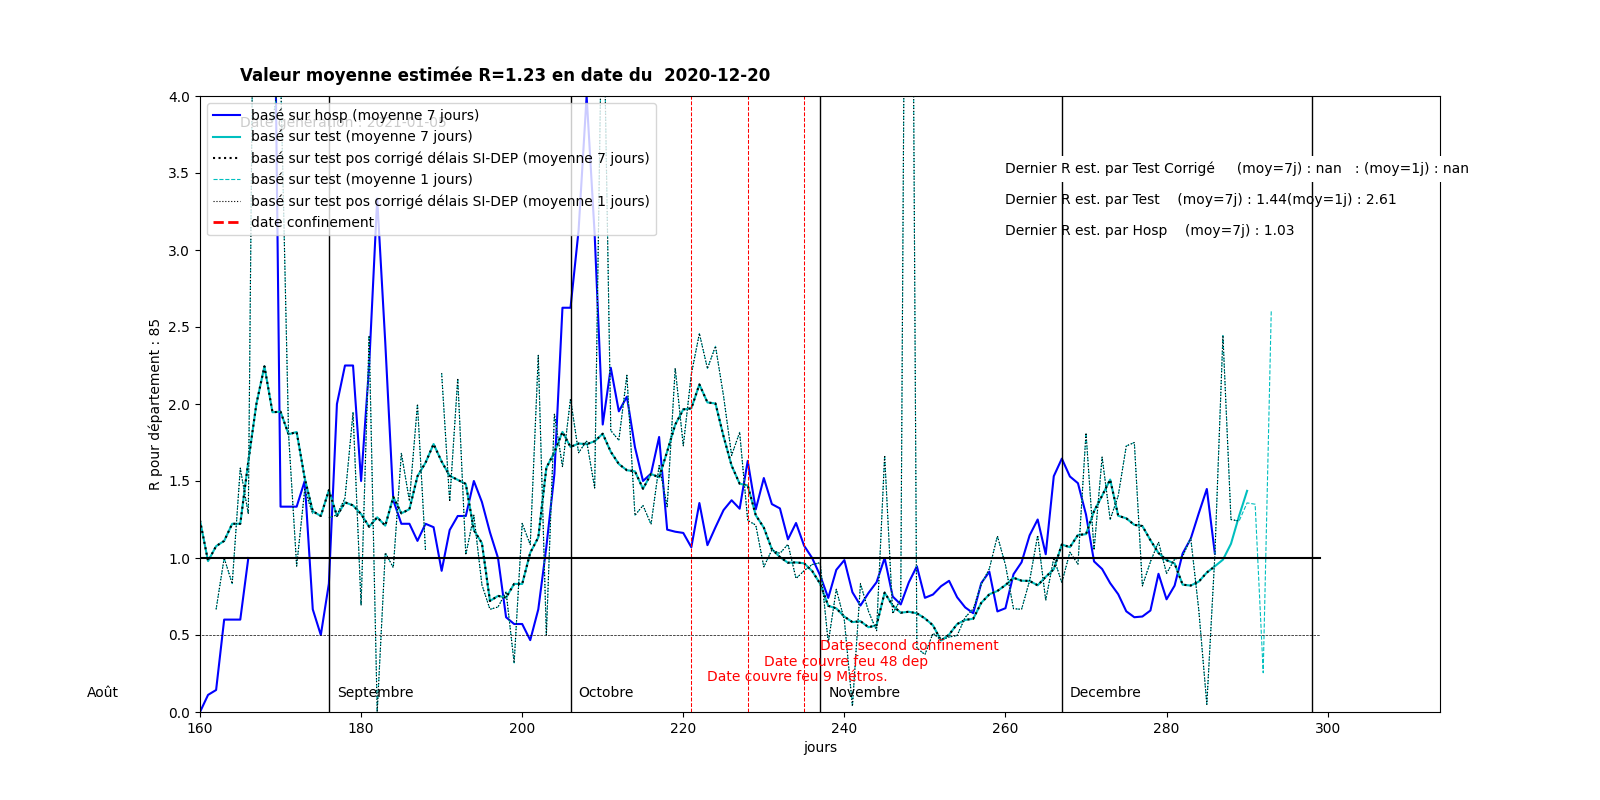 Valeur moyenne estimée R=1.23 en date du  2020-12-20
4.0
3.5
3.0
2.5
2.0
1.5
1.0
0.5
0.0
R pour département : 85
basé sur hosp (moyenne 7 jours)
basé sur test (moyenne 7 jours)
basé sur test pos corrigé délais SI-DEP (moyenne 7 jours)
basé sur test (moyenne 1 jours)
basé sur test pos corrigé délais SI-DEP (moyenne 1 jours)
date confinement
Dernier R est. par Test Corrigé     (moy=7j) : nan   : (moy=1j) : nan
Dernier R est. par Test    (moy=7j) : 1.44(moy=1j) : 2.61
Dernier R est. par Hosp    (moy=7j) : 1.03
Date second confinement
Date couvre feu 48 dep
Date couvre feu 9 Métros.
Août
Septembre
Octobre
Novembre
Decembre
160
180
200
220
240
260
280
300
jours